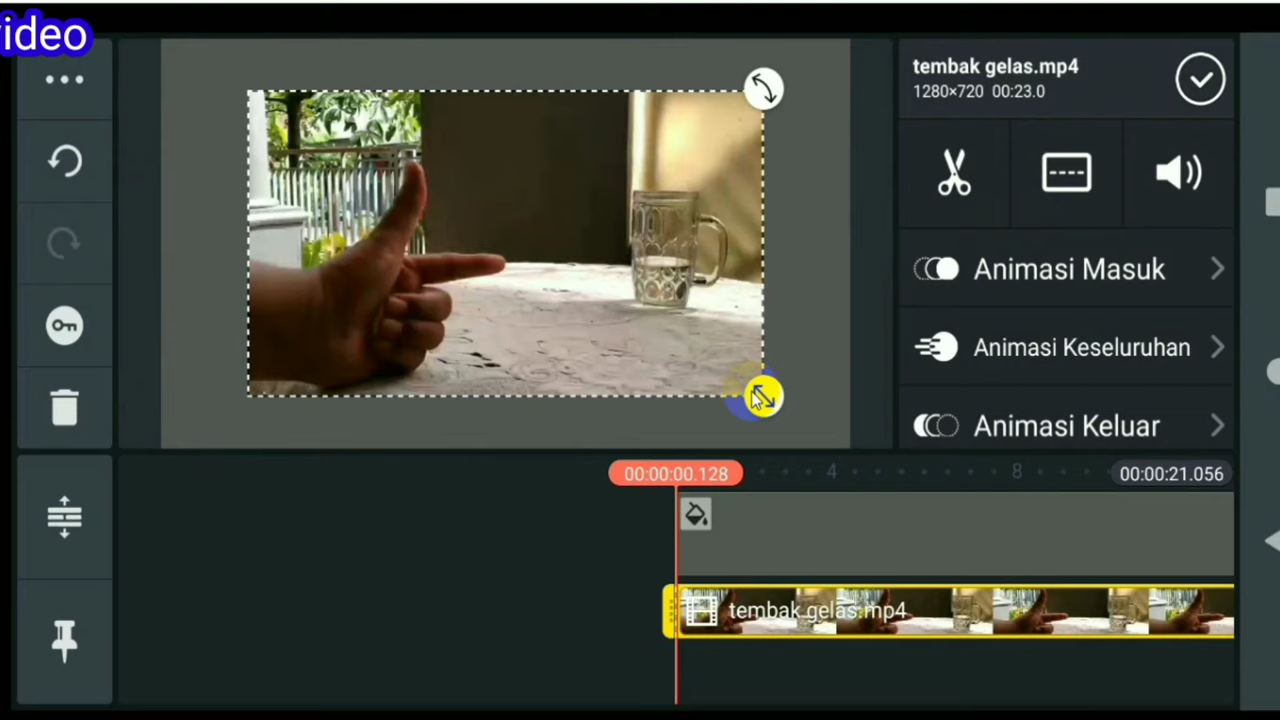 video
tembak gelas.mp4
1280×720 00:23.0
Animasi Masuk
Animasi Keseluruhan
Animasi Keluar
00:00:00.128
4
8
00:00:21.056
tembak gelas.mp4